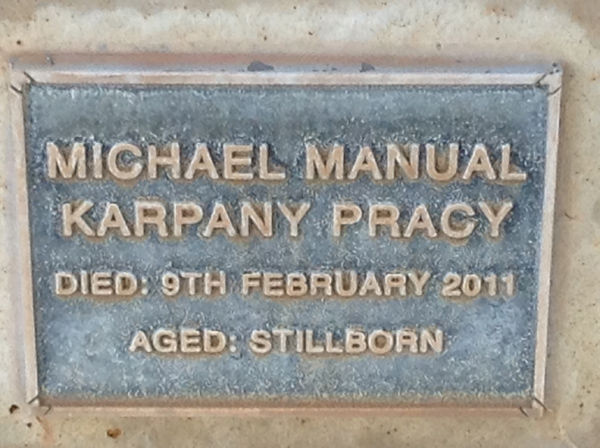 MICHAEL MANUAL
KARPANY PRACY
DIED: 9TH FEBRUARY 2011
AGED: STILLBORN